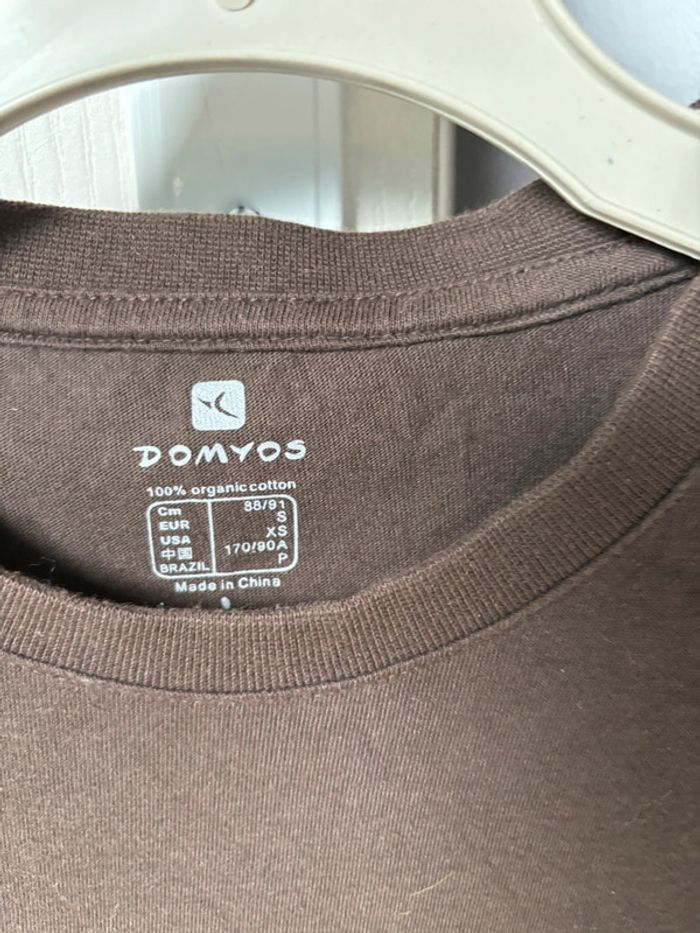 DOMYOS
100% organic cotton
Cm 88/91
EUR S
USA XS
中国 170/90A
BRAZIL P
Made in China